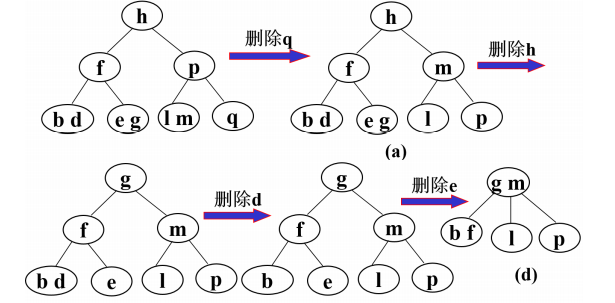 h
f p
b d e g l m q
删除q
h
f m
b d e g l p
删除h
(a)
g
f m
b d e l p
删除d
g
f m
b e l p
删除e
g m
b f l p
(d)